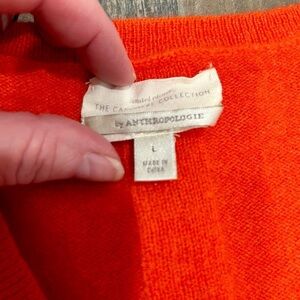 THE CASHMERE COLLECTION
by ANTHROPOLOGIE
L
MADE IN
CHINA